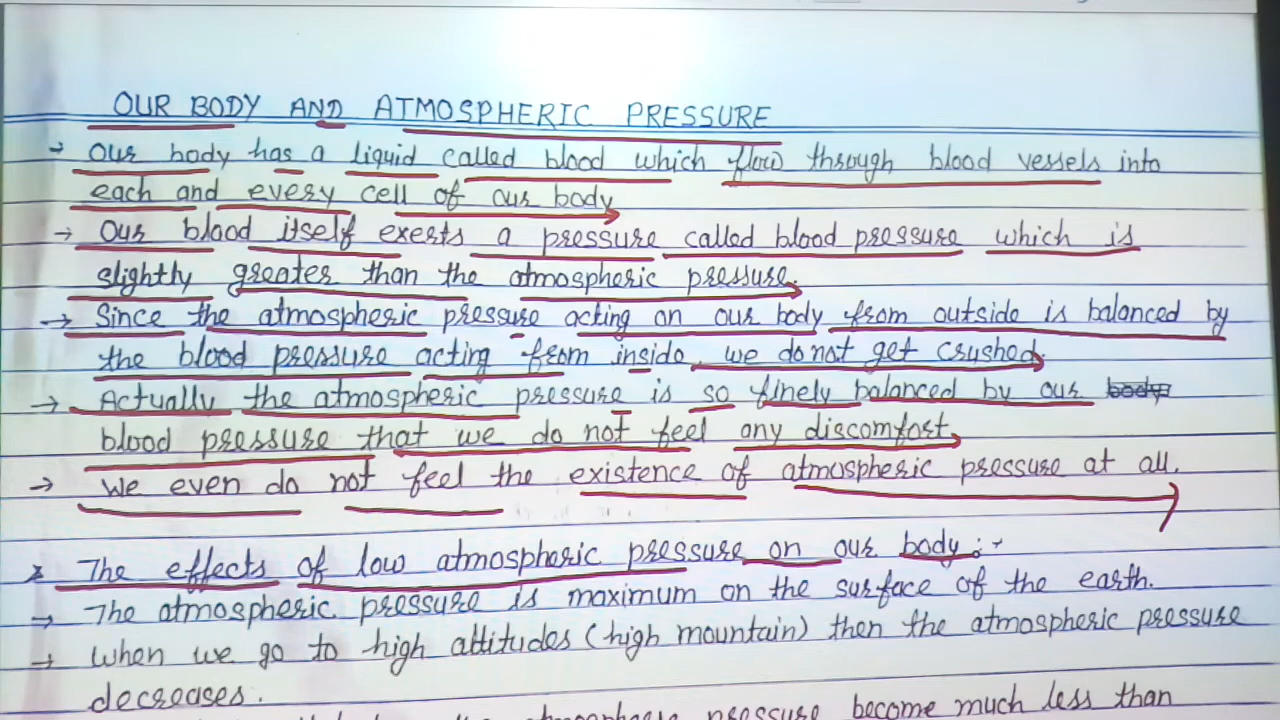 OUR BODY AND ATMOSPHERIC PRESSURE
→ Our body has a liquid called blood which flow through blood vessels into
each and every cell of our body
→ Our blood itself exerts a pressure called blood pressure which is
slightly greater than the atmospheric pressure.
→ Since the atmospheric pressure acting on our body from outside is balanced by
the blood pressure acting from inside, we do not get crushed.
→ Actually the atmospheric pressure is so finely balanced by our body
blood pressure that we do not feel any discomfort.
→ We even do not feel the existence of atmospheric pressure at all.
* The effects of low atmospheric pressure on our body :-
→ The atmospheric pressure is maximum on the surface of the earth.
→ When we go to high attitudes (high mountain) then the atmospheric pressure
decreases.
pressure become much less than